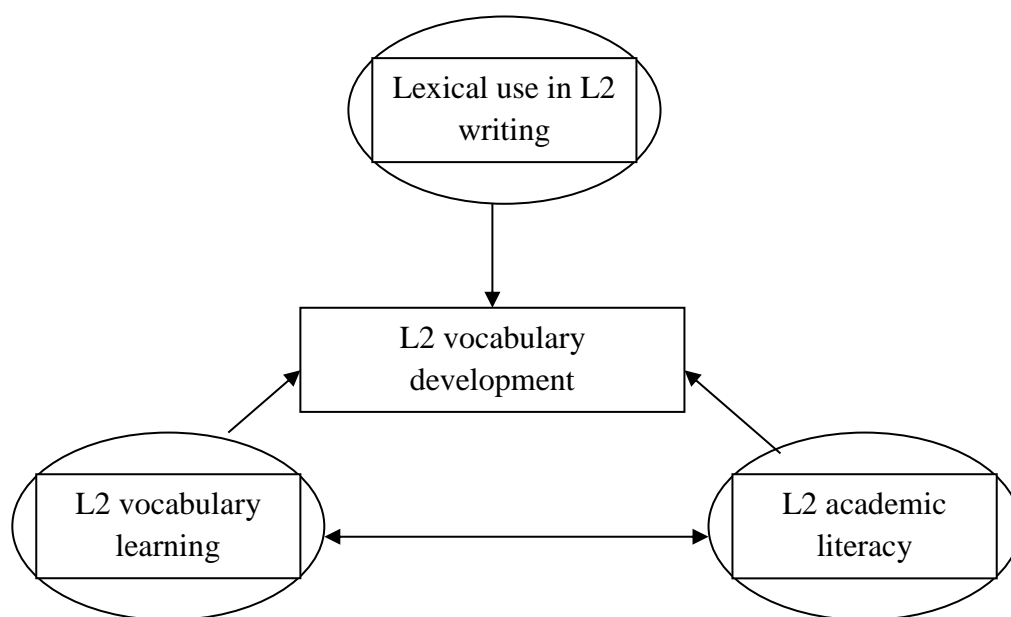 Lexical use in L2
writing
L2 vocabulary
development
L2 vocabulary
learning
L2 academic
literacy